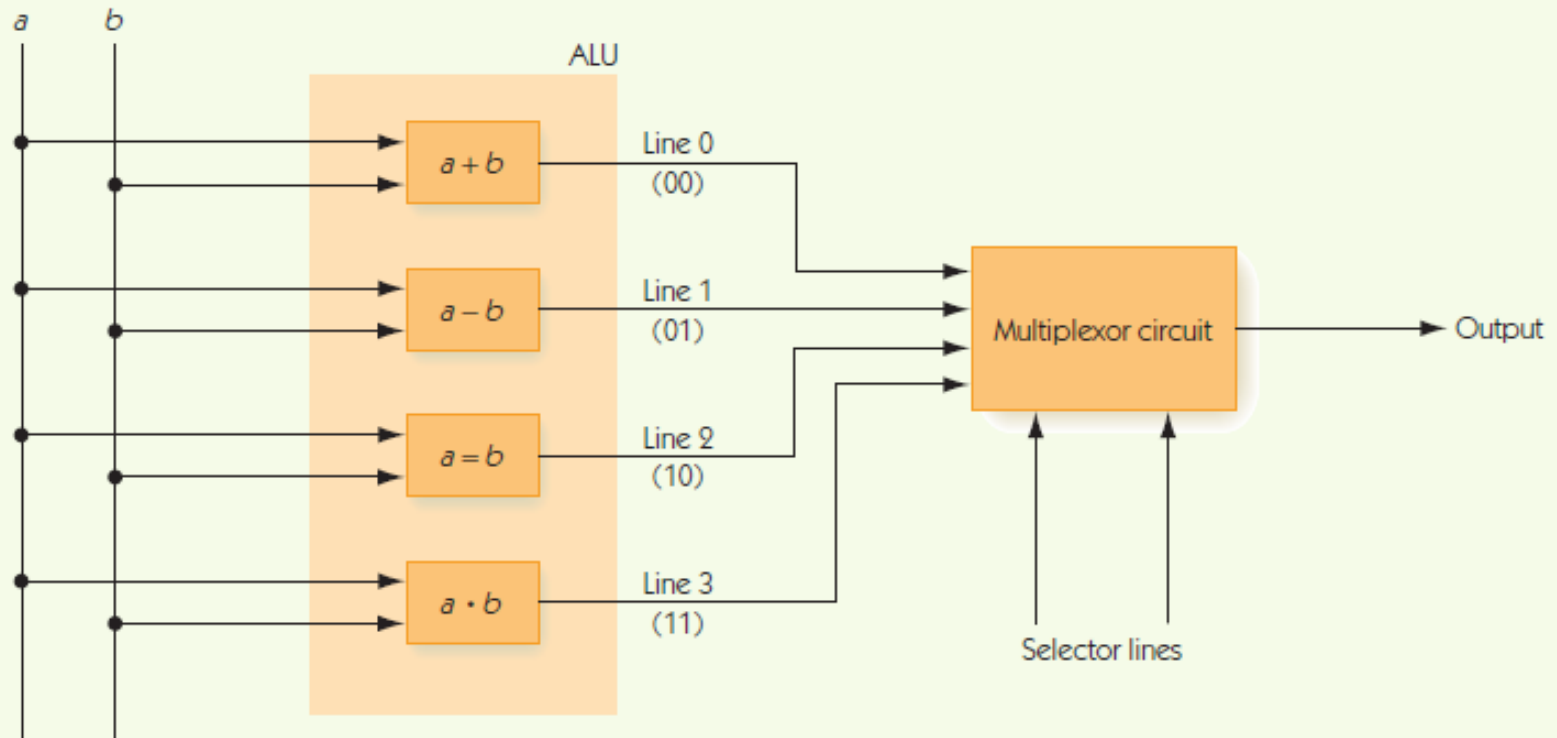 a b
ALU
a + b
Line 0
(00)
a – b
Line 1
(01)
Multiplexor circuit
Output
a = b
Line 2
(10)
a • b
Line 3
(11)
Selector lines